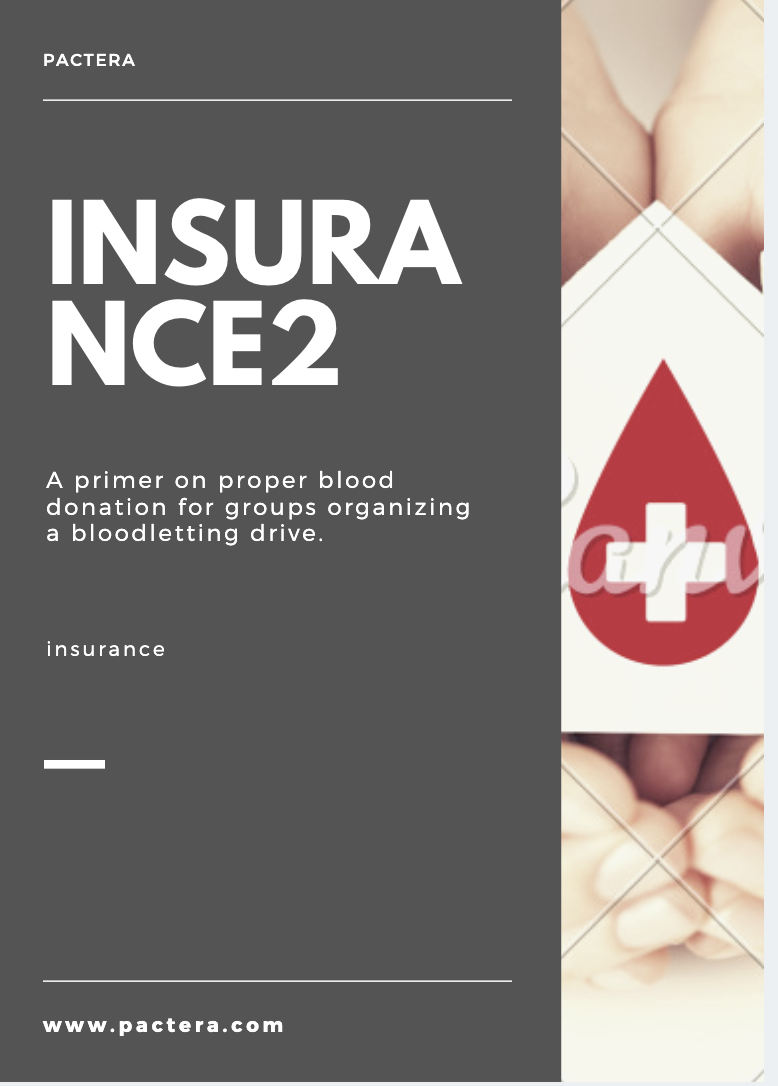 PACTERA
INSURA
NCE2
A primer on proper blood
donation for groups organizing
a bloodletting drive.
insurance
www.pactera.com